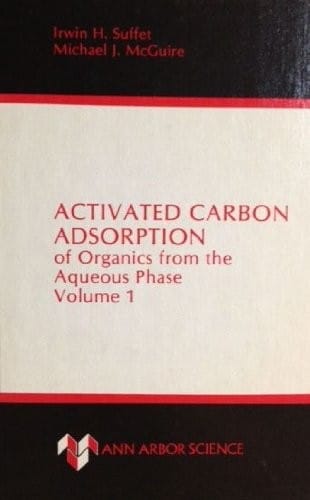 Irwin H. Suffet
Michael J. McGuire
ACTIVATED CARBON
ADSORPTION
of Organics from the
Aqueous Phase
Volume 1
ANN ARBOR SCIENCE